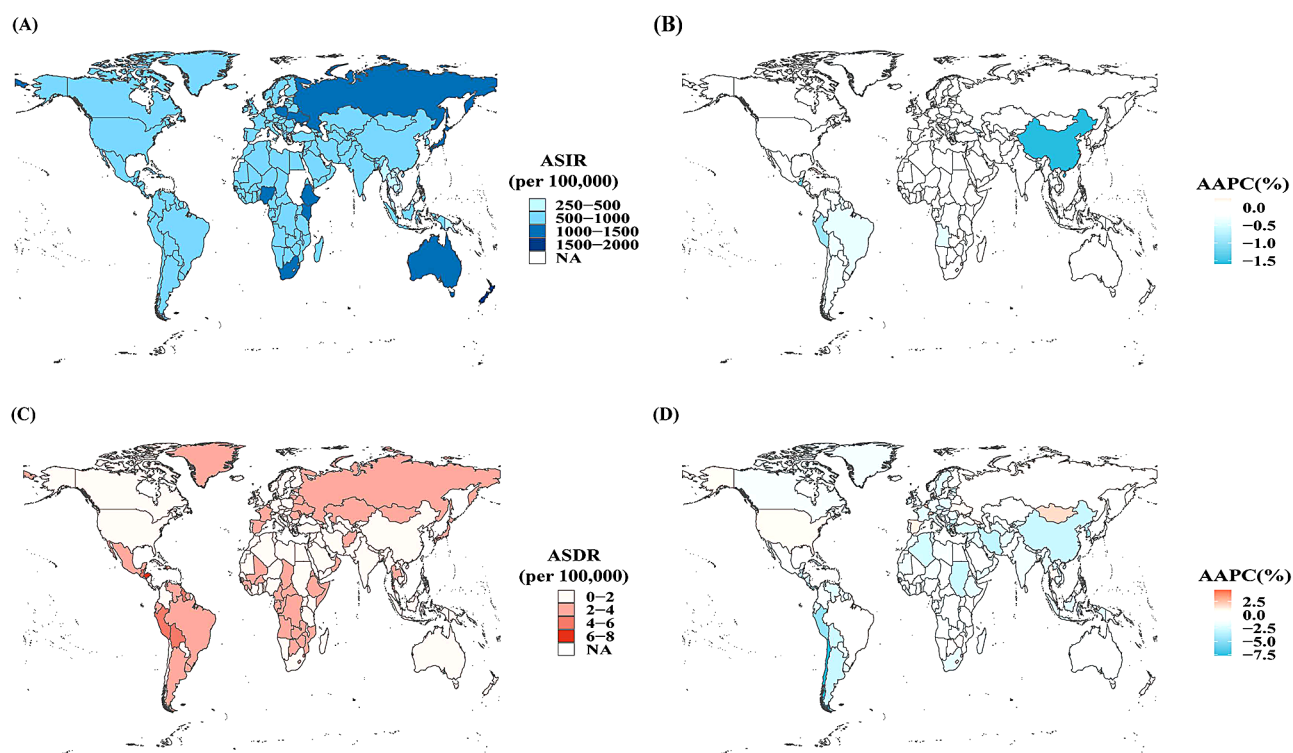 (A)
(B)
ASIR
(per 100,000)
250−500
500−1000
1000−1500
1500−2000
NA
AAPC(%)
0.0
−0.5
−1.0
−1.5
(C)
(D)
ASDR
(per 100,000)
0−2
2−4
4−6
6−8
NA
AAPC(%)
2.5
0.0
−2.5
−5.0
−7.5